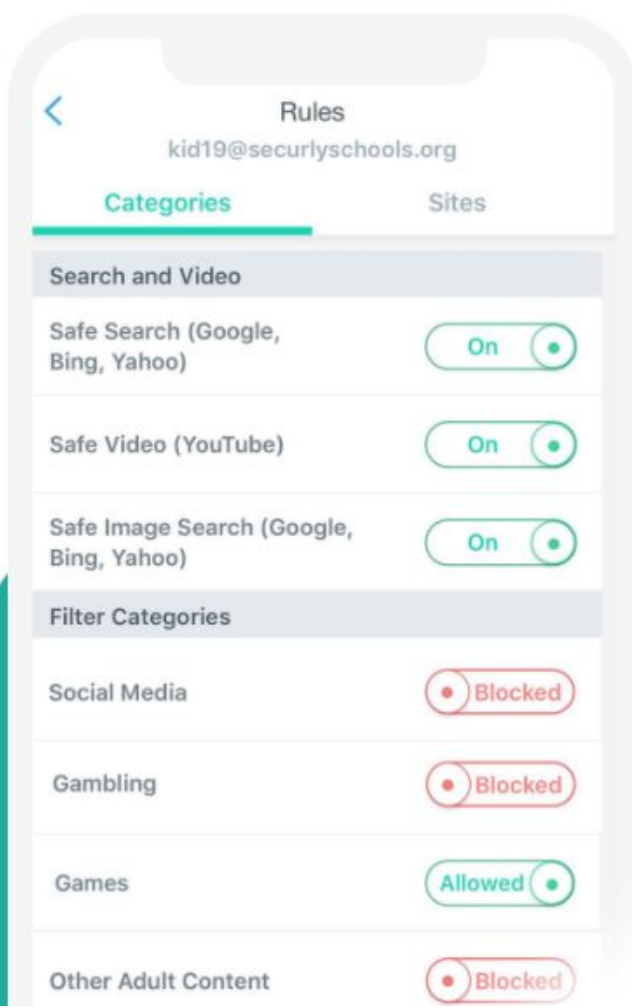 Rules
kid19@securlyschools.org
Categories Sites
Search and Video
Safe Search (Google,
Bing, Yahoo)
On
Safe Video (YouTube)
On
Safe Image Search (Google,
Bing, Yahoo)
On
Filter Categories
Social Media
Blocked
Gambling
Blocked
Games
Allowed
Other Adult Content
Blocked